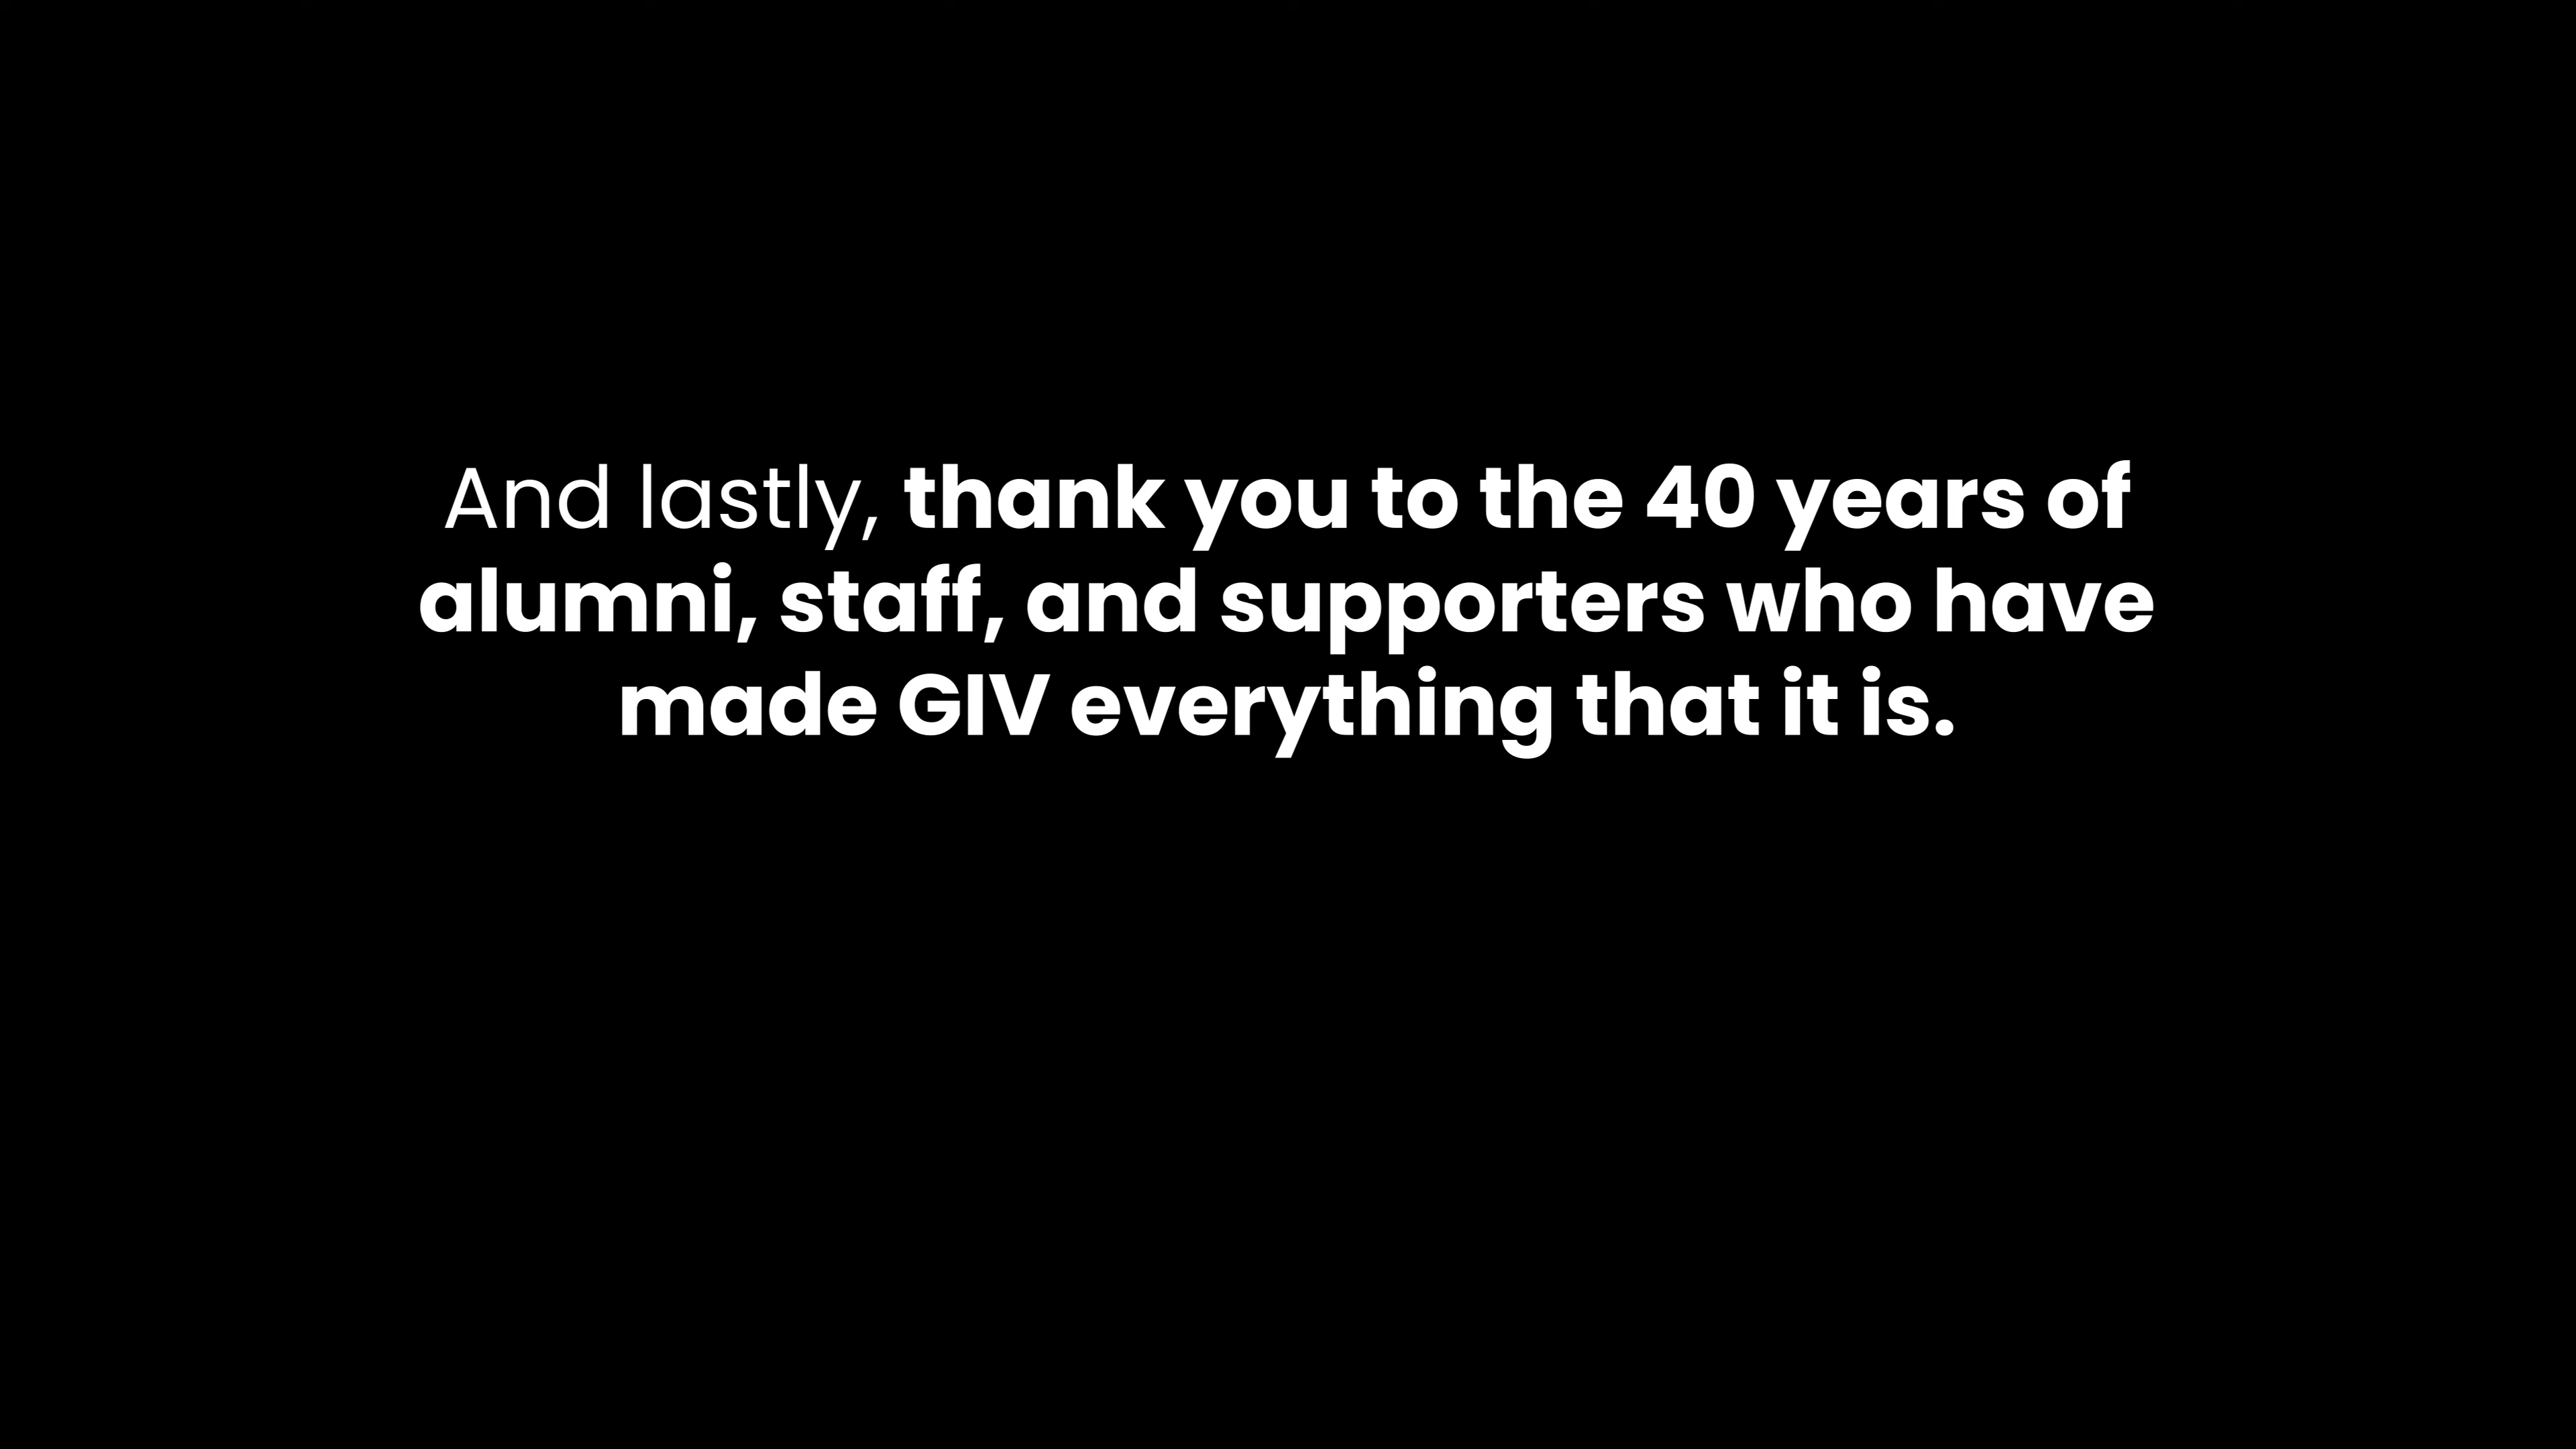 And lastly, thank you to the 40 years of
alumni, staff, and supporters who have
made GIV everything that it is.